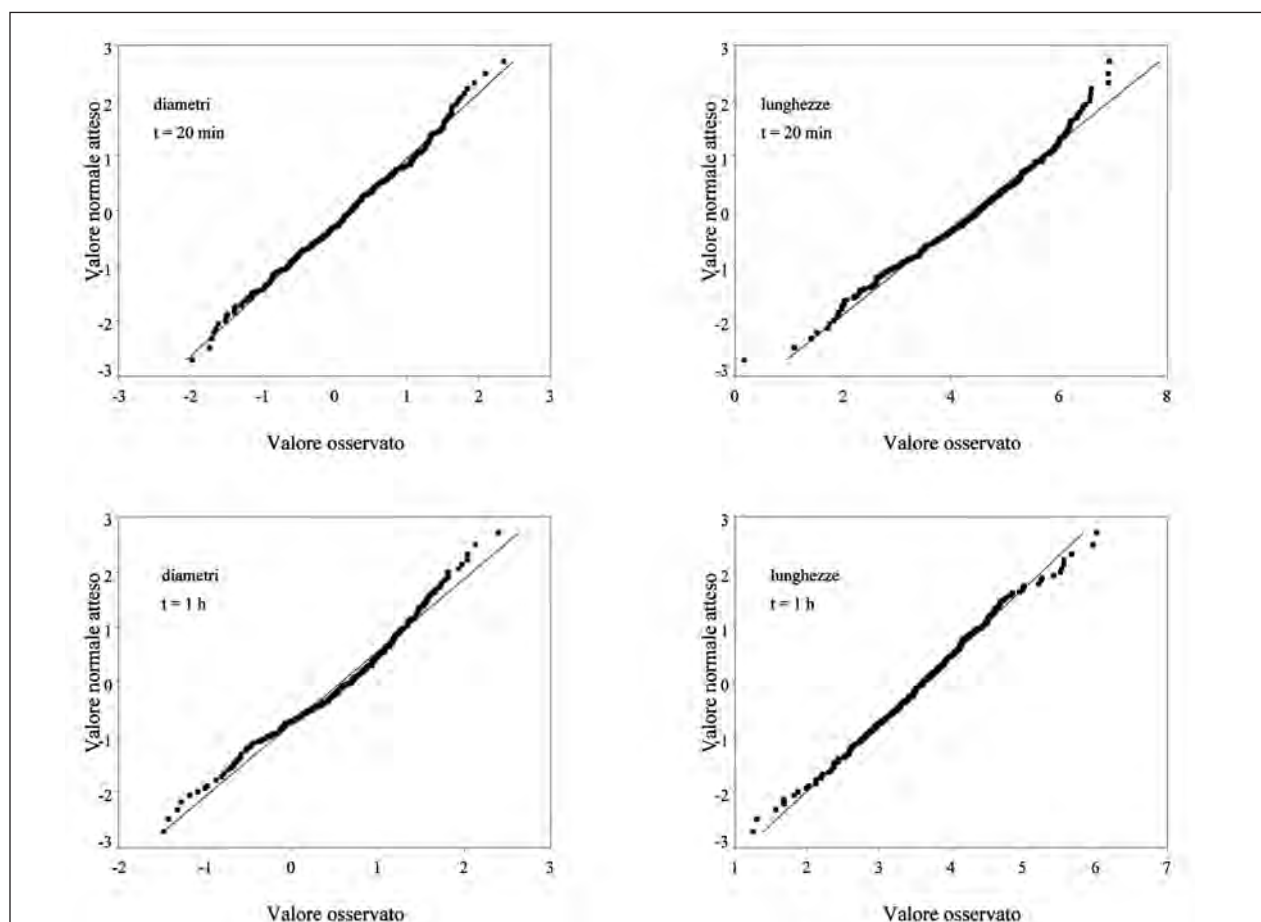 3
2
1
0
-1
-2
-3
Valore normale atteso
diametri
t = 20 min
-3 -2 -1 0 1 2 3
Valore osservato
3
2
1
0
-1
-2
-3
Valore normale atteso
lunghezze
t = 20 min
0 2 4 6 8
Valore osservato
3
2
1
0
-1
-2
-3
Valore normale atteso
diametri
t = 1 h
-2 -1 0 1 2 3
Valore osservato
3
2
1
0
-1
-2
-3
Valore normale atteso
lunghezze
t = 1 h
1 2 3 4 5 6 7
Valore osservato